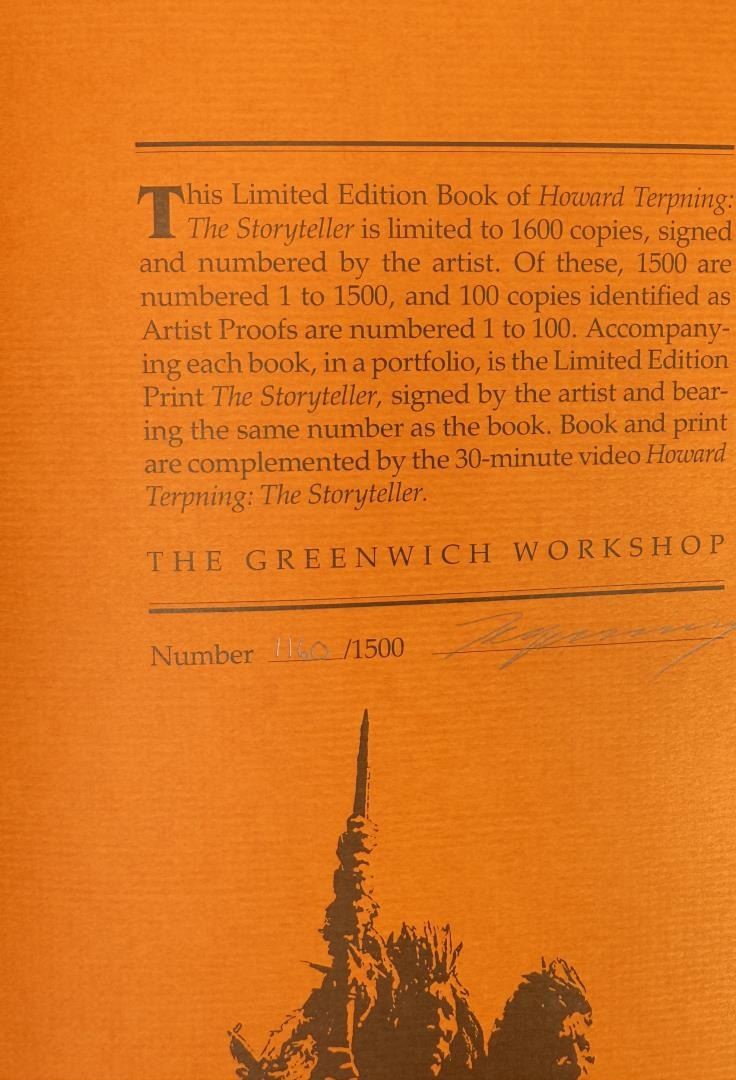 This Limited Edition Book of Howard Terpning:
The Storyteller is limited to 1600 copies, signed
and numbered by the artist. Of these, 1500 are
numbered 1 to 1500, and 100 copies identified as
Artist Proofs are numbered 1 to 100. Accompany-
ing each book, in a portfolio, is the Limited Edition
Print The Storyteller, signed by the artist and bear-
ing the same number as the book. Book and print
are complemented by the 30-minute video Howard
Terpning: The Storyteller.
THE GREENWICH WORKSHOP
Number 1160 /1500 Terpning